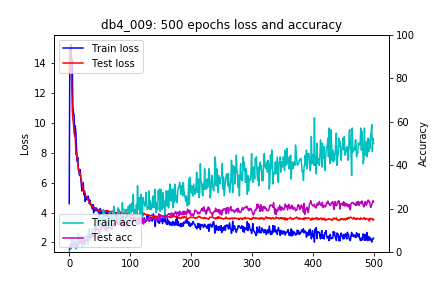 db4_009: 500 epochs loss and accuracy
Train loss
Test loss
Train acc
Test acc
Loss
14
12
10
8
6
4
2
Accuracy
100
80
60
40
20
0
0
100
200
300
400
500